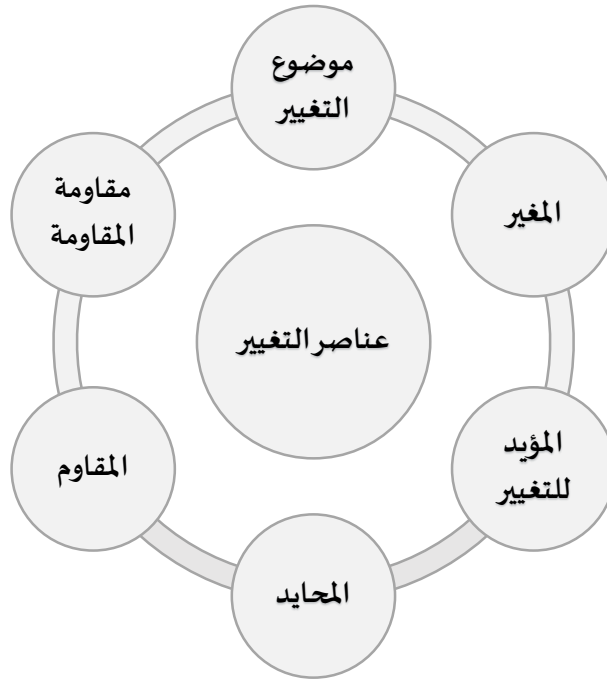 موضوع
التغيير
المغير
المؤيد
للتغيير
المحايد
المقاوم
مقاومة
المقاومة
عناصر التغيير